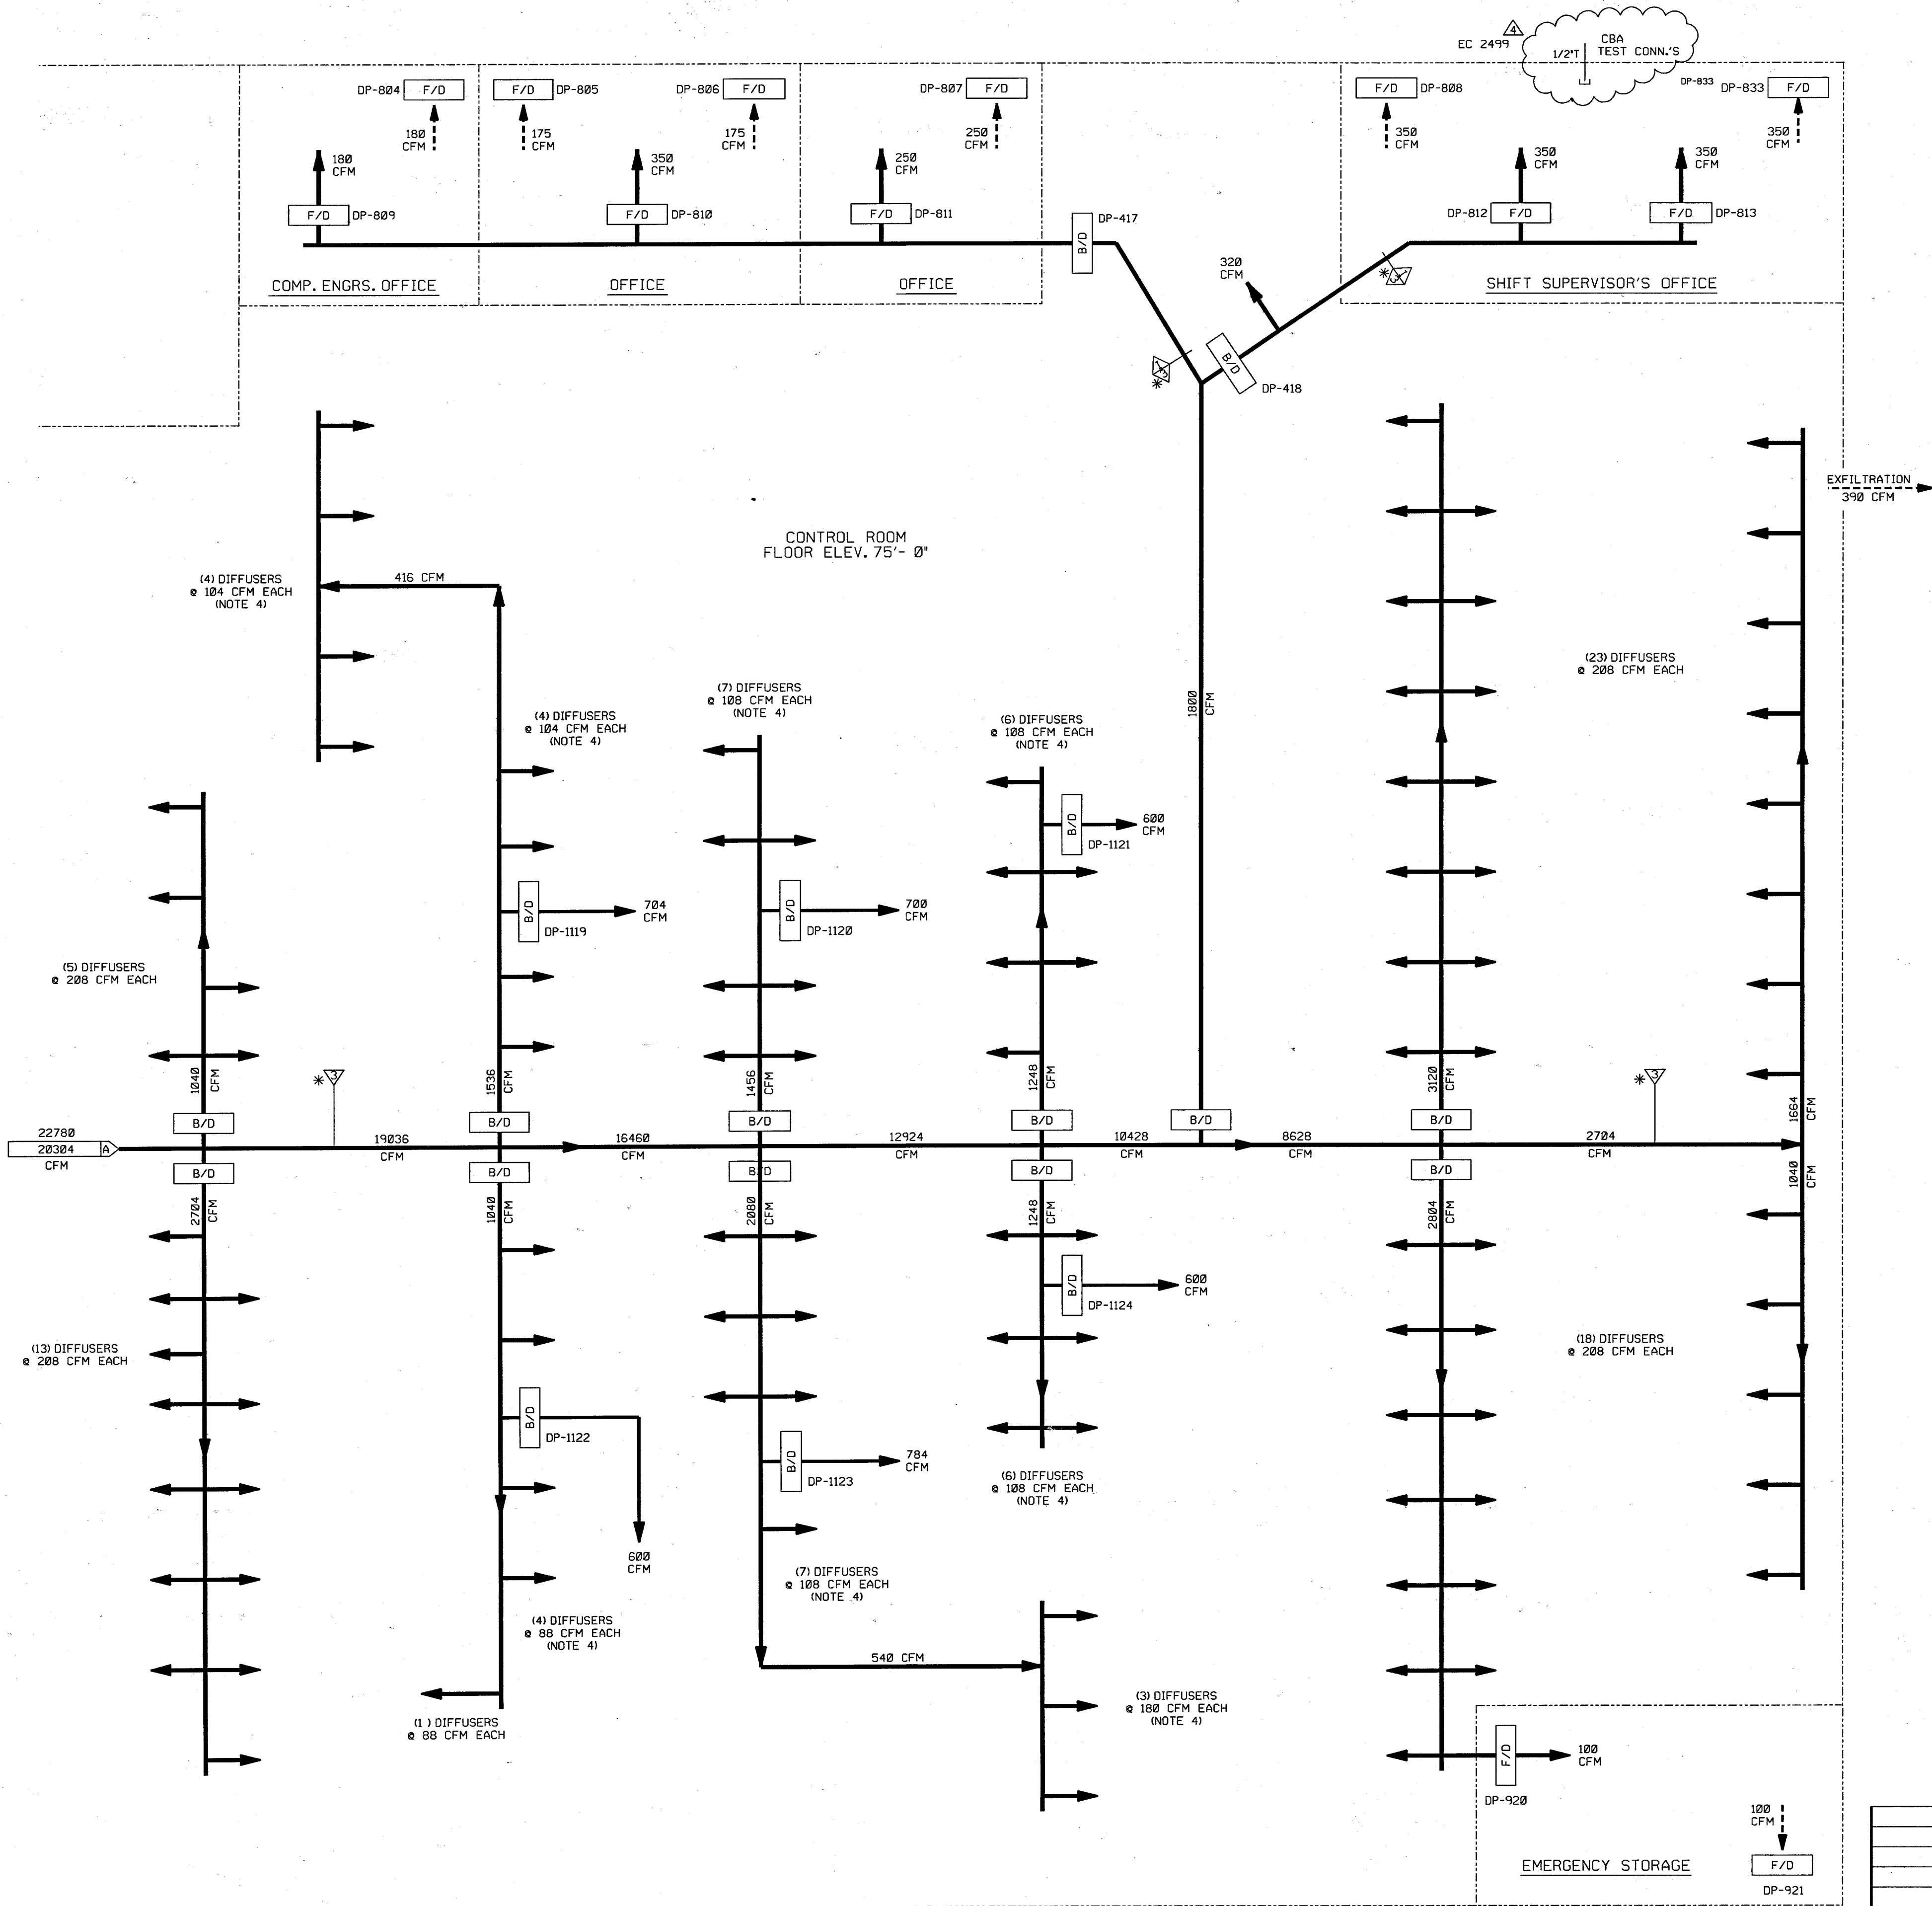 4
EC 2499
CBA
1/2"T TEST CONN.'S
DP-804 F/D
180
CFM
180
CFM
F/D DP-809
COMP. ENGRS. OFFICE
F/D DP-805
175
CFM
DP-806 F/D
175
CFM
350
CFM
F/D DP-810
OFFICE
DP-807 F/D
250
CFM
250
CFM
F/D DP-811
OFFICE
B/D DP-417
F/D DP-808
350
CFM
DP-833
DP-833 F/D
350
CFM
350
CFM
350
CFM
DP-812 F/D
F/D DP-813
SHIFT SUPERVISOR'S OFFICE
320
CFM
*
*
B/D
DP-418
EXFILTRATION
390 CFM
CONTROL ROOM
FLOOR ELEV. 75'- 0"
(4) DIFFUSERS
@ 104 CFM EACH
(NOTE 4)
416 CFM
(4) DIFFUSERS
@ 104 CFM EACH
(NOTE 4)
(7) DIFFUSERS
@ 108 CFM EACH
(NOTE 4)
(6) DIFFUSERS
@ 108 CFM EACH
(NOTE 4)
1800
CFM
(23) DIFFUSERS
@ 208 CFM EACH
B/D
DP-1121
600
CFM
B/D
DP-1119
704
CFM
B/D
DP-1120
700
CFM
(5) DIFFUSERS
@ 208 CFM EACH
1040
CFM
* 3
1536
CFM
1456
CFM
1248
CFM
3120
CFM
* 3
1664
CFM
B/D
B/D
B/D
B/D
B/D
B/D
22780
20304 A
CFM
19036
CFM
16460
CFM
12924
CFM
10428
CFM
8628
CFM
2704
CFM
B/D
B/D
B/D
B/D
B/D
2704
CFM
1040
CFM
2080
CFM
1248
CFM
2804
CFM
1040
CFM
(13) DIFFUSERS
@ 208 CFM EACH
B/D
DP-1124
600
CFM
(18) DIFFUSERS
@ 208 CFM EACH
B/D
DP-1122
600
CFM
B/D
DP-1123
784
CFM
(6) DIFFUSERS
@ 108 CFM EACH
(NOTE 4)
(7) DIFFUSERS
@ 108 CFM EACH
(NOTE 4)
(4) DIFFUSERS
@ 88 CFM EACH
(NOTE 4)
540 CFM
(1 ) DIFFUSERS
@ 88 CFM EACH
(3) DIFFUSERS
@ 180 CFM EACH
(NOTE 4)
F/D
100
CFM
DP-920
100
CFM
EMERGENCY STORAGE
F/D
DP-921